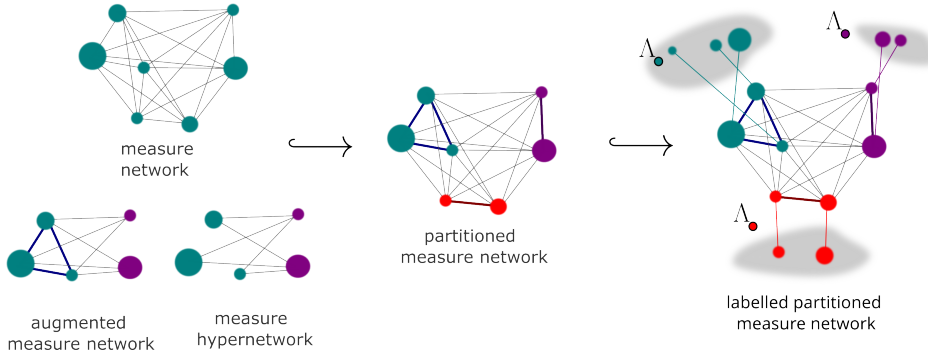 measure
network
augmented
measure network
measure
hypernetwork
partitioned
measure network
Λ
Λ
Λ
labelled partitioned
measure network